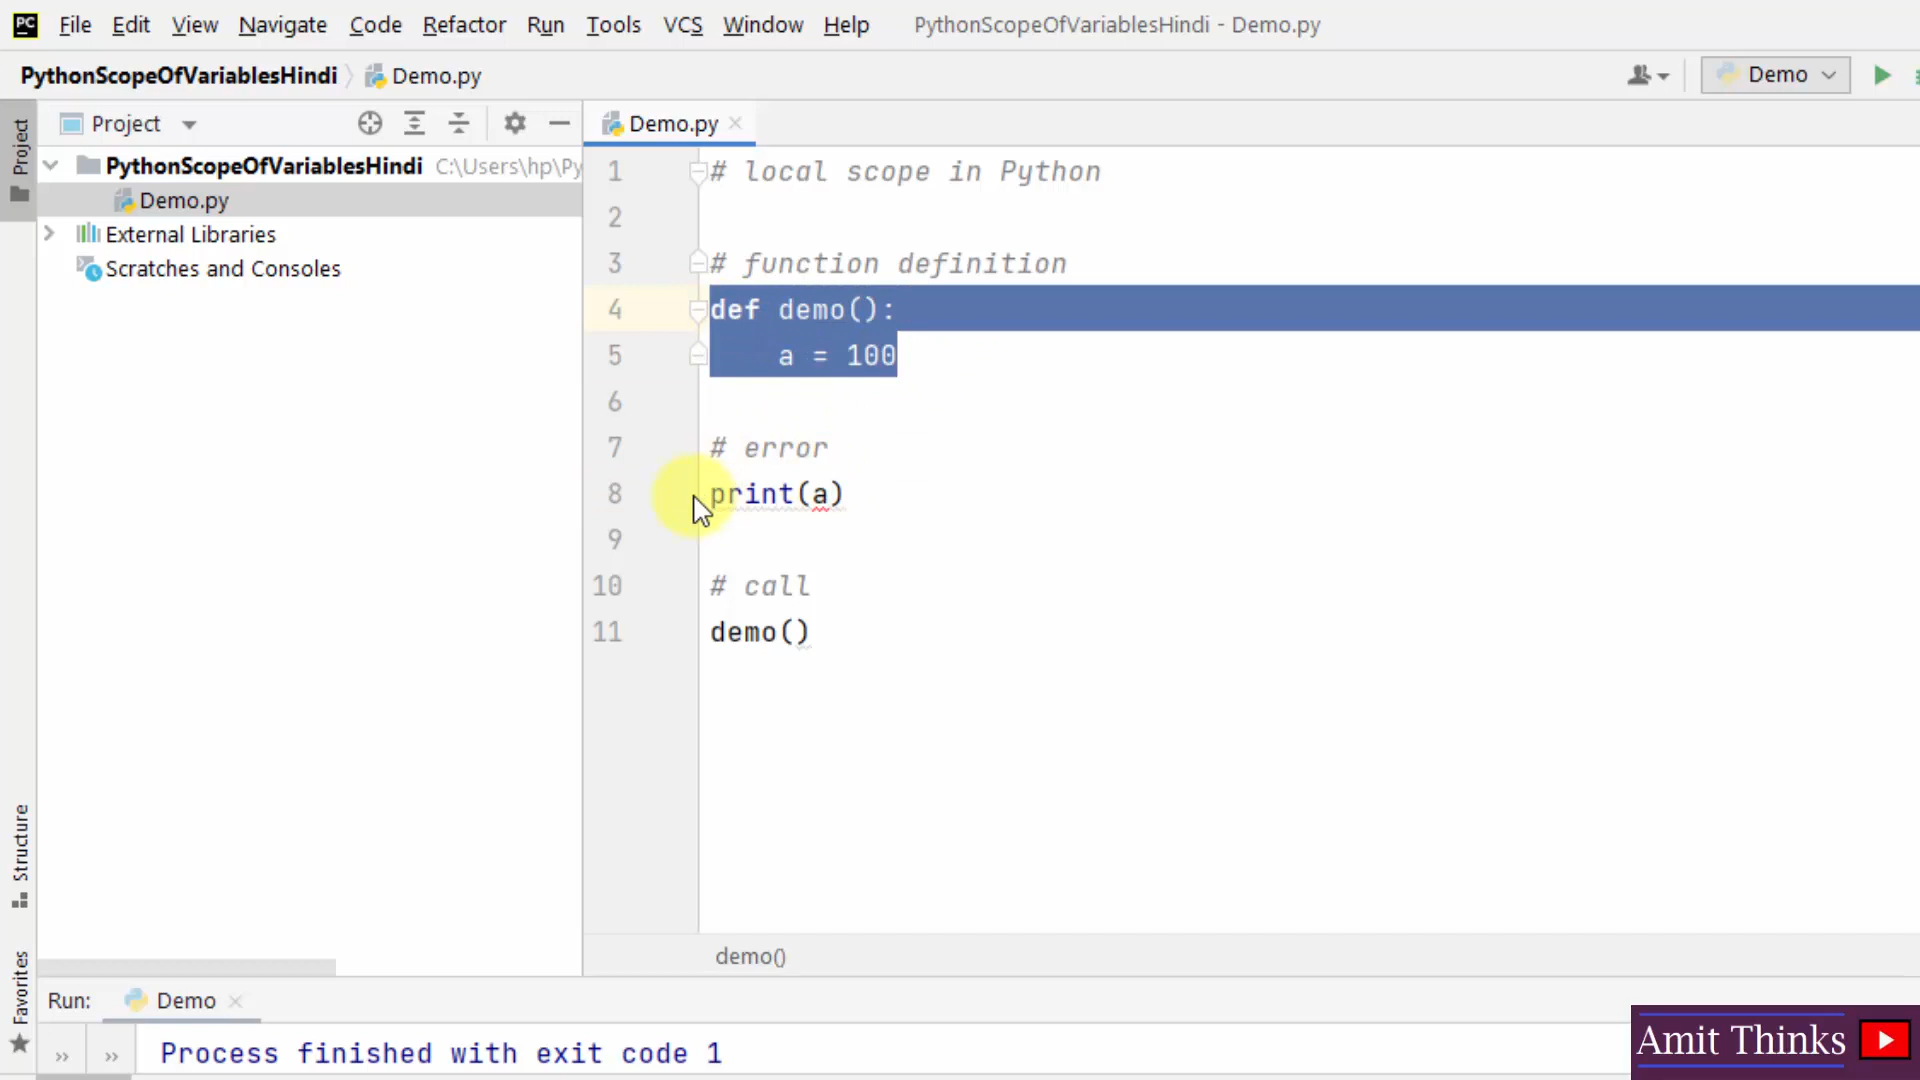 File Edit View Navigate Code Refactor Run Tools VCS Window Help PythonScopeOfVariablesHindi - Demo.py
PythonScopeOfVariablesHindi Demo.py Demo
Project
Project
Demo.py
PythonScopeOfVariablesHindi C:\Users\hp\Py
Demo.py
External Libraries
Scratches and Consoles
1 # local scope in Python
2
3 # function definition
4 def demo():
5 a = 100
6
7 # error
8 print(a)
9
10 # call
11 demo()
Structure
Favorites
demo()
Run: Demo
Process finished with exit code 1
Amit Thinks